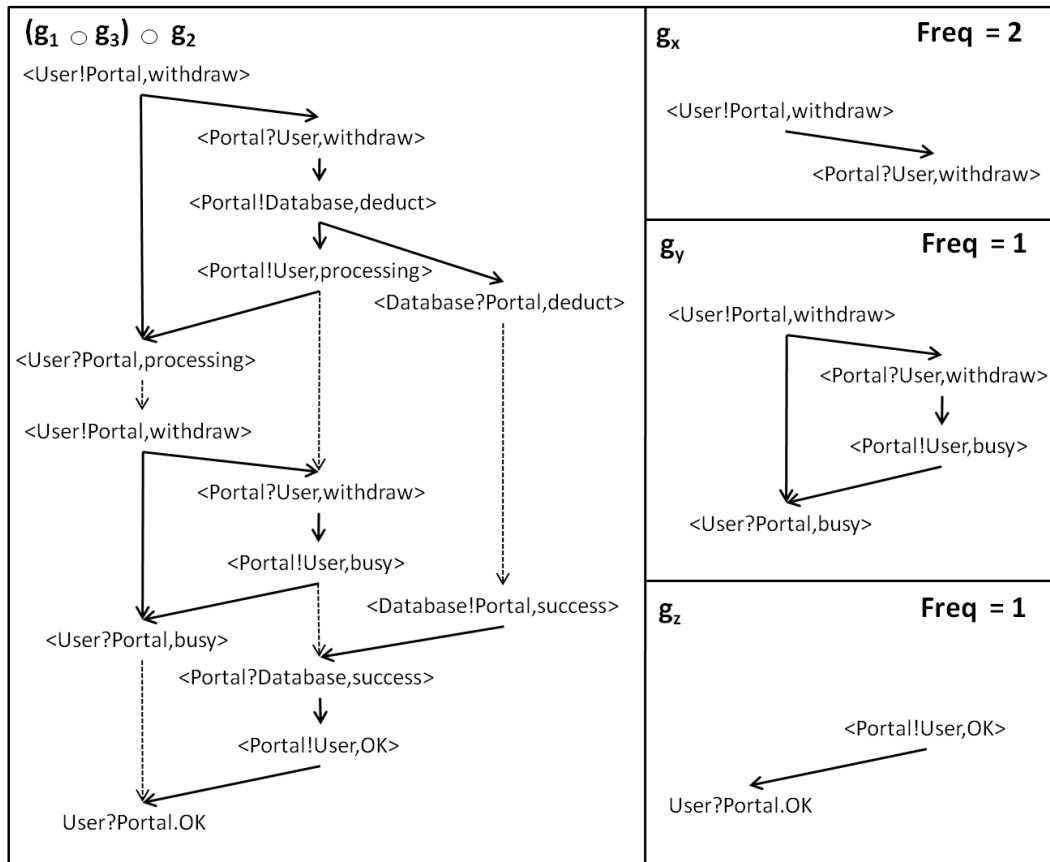 (g1 ○ g3) ○ g2
<User!Portal,withdraw>
<Portal?User,withdraw>
<Portal!Database,deduct>
<Portal!User,processing>
<Database?Portal,deduct>
<User?Portal,processing>
<User!Portal,withdraw>
<Portal?User,withdraw>
<Portal!User,busy>
<Database!Portal,success>
<User?Portal,busy>
<Portal?Database,success>
<Portal!User,OK>
User?Portal.OK
gx Freq = 2
<User!Portal,withdraw>
<Portal?User,withdraw>
gy Freq = 1
<User!Portal,withdraw>
<Portal?User,withdraw>
<Portal!User,busy>
<User?Portal,busy>
gz Freq = 1
<Portal!User,OK>
User?Portal.OK